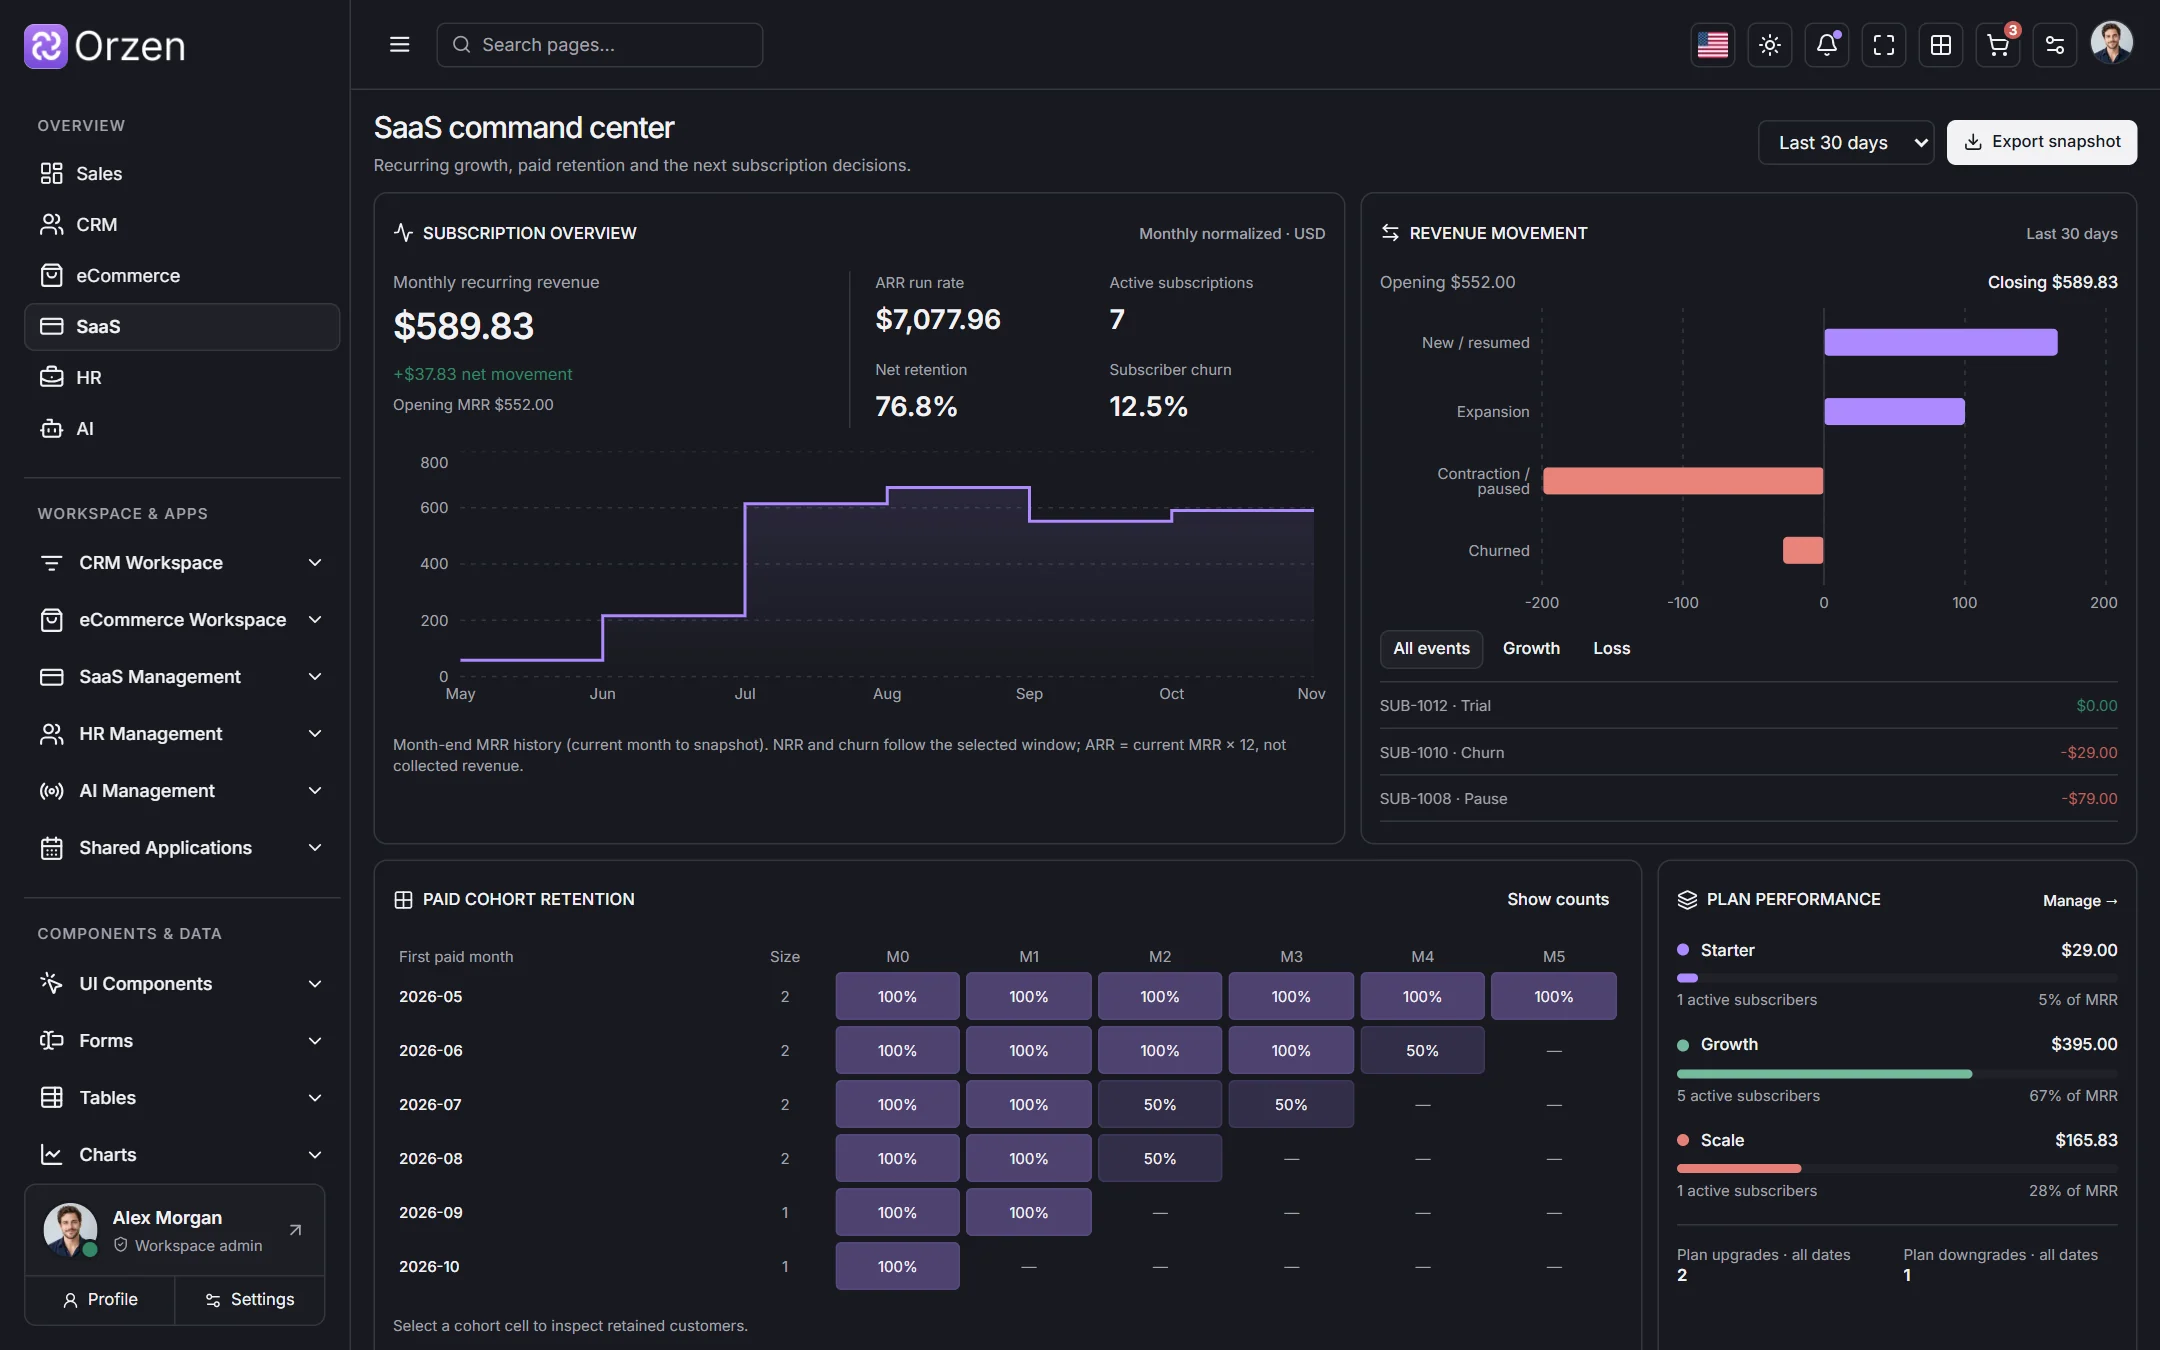 Orzen
OVERVIEW
Sales
CRM
eCommerce
SaaS
HR
AI
WORKSPACE & APPS
CRM Workspace
eCommerce Workspace
SaaS Management
HR Management
AI Management
Shared Applications
COMPONENTS & DATA
UI Components
Forms
Tables
Charts
Alex Morgan
Workspace admin
Profile
Settings
Search pages...
3
SaaS command center
Recurring growth, paid retention and the next subscription decisions.
Last 30 days
Export snapshot
SUBSCRIPTION OVERVIEW
Monthly normalized · USD
Monthly recurring revenue
$589.83
+$37.83 net movement
Opening MRR $552.00
ARR run rate
$7,077.96
Active subscriptions
7
Net retention
76.8%
Subscriber churn
12.5%
800
600
400
200
0
May Jun Jul Aug Sep Oct Nov
Month-end MRR history (current month to snapshot). NRR and churn follow the selected window; ARR = current MRR × 12, not
collected revenue.
REVENUE MOVEMENT
Last 30 days
Opening $552.00
Closing $589.83
New / resumed
Expansion
Contraction /
paused
Churned
-200 -100 0 100 200
All events Growth Loss
SUB-1012 · Trial $0.00
SUB-1010 · Churn -$29.00
SUB-1008 · Pause -$79.00
PAID COHORT RETENTION
Show counts
First paid month Size M0 M1 M2 M3 M4 M5
2026-05 2 100% 100% 100% 100% 100% 100%
2026-06 2 100% 100% 100% 100% 50% —
2026-07 2 100% 100% 50% 50% — —
2026-08 2 100% 100% 50% — — —
2026-09 1 100% 100% — — — —
2026-10 1 100% — — — — —
Select a cohort cell to inspect retained customers.
PLAN PERFORMANCE
Manage →
Starter $29.00
1 active subscribers 5% of MRR
Growth $395.00
5 active subscribers 67% of MRR
Scale $165.83
1 active subscribers 28% of MRR
Plan upgrades · all dates
2
Plan downgrades · all dates
1